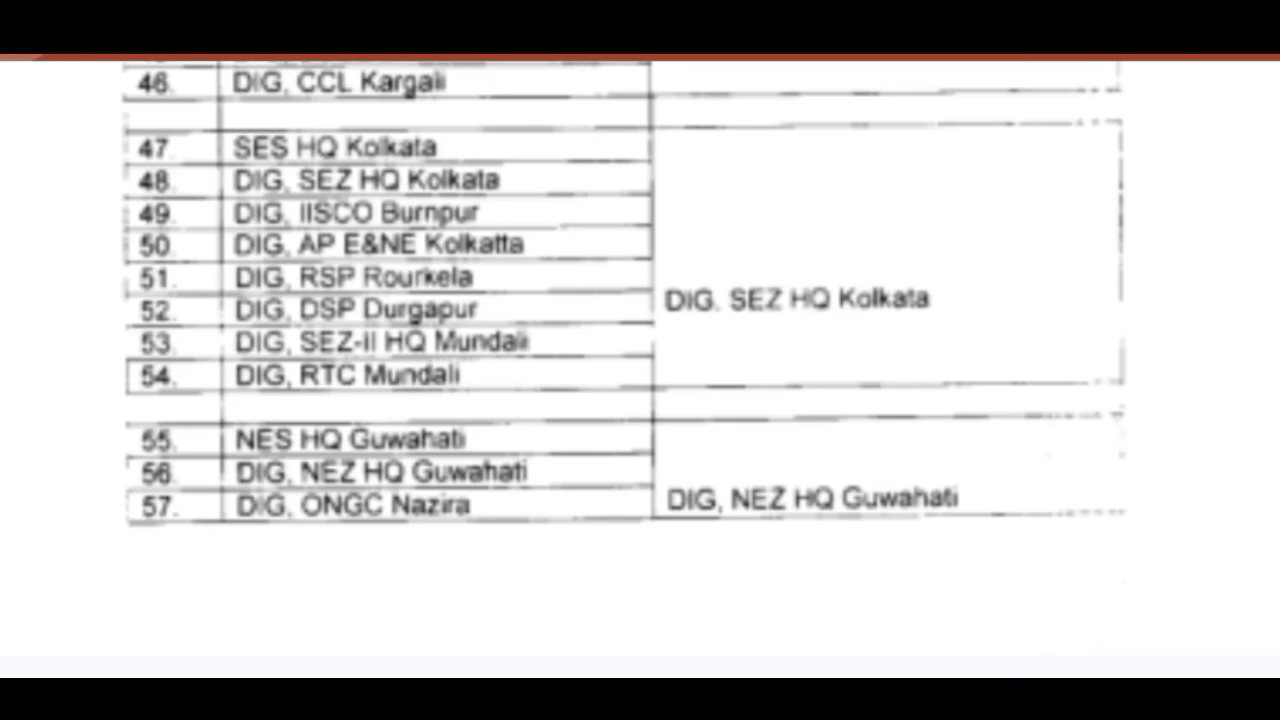 46. DIG, CCL Kargali
47. SES HQ Kolkata
48. DIG, SEZ HQ Kolkata
49. DIG, IISCO Burnpur
50. DIG, AP E&NE Kolkatta
51. DIG, RSP Rourkela
52. DIG, DSP Durgapur
DIG. SEZ HQ Kolkata
53. DIG, SEZ-II HQ Mundali
54. DIG, RTC Mundali
55. NES HQ Guwahati
56. DIG, NEZ HQ Guwahati
57. DIG, ONGC Nazira
DIG, NEZ HQ Guwahati